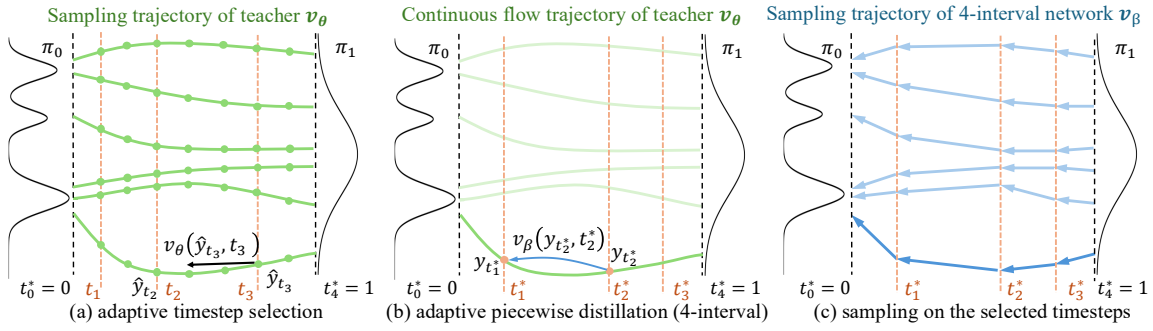 Sampling trajectory of teacher v_θ
π_0
π_1
v_θ(ŷ_{t_3}, t_3)
ŷ_{t_2}
ŷ_{t_3}
t_0^* = 0
t_1
t_2
t_3
t_4^* = 1
(a) adaptive timestep selection
Continuous flow trajectory of teacher v_θ
π_0
π_1
v_β(y_{t_2^*}, t_2^*)
y_{t_1^*}
y_{t_2^*}
t_0^* = 0
t_1^*
t_2^*
t_3^*
t_4^* = 1
(b) adaptive piecewise distillation (4-interval)
Sampling trajectory of 4-interval network v_β
π_0
π_1
t_0^* = 0
t_1^*
t_2^*
t_3^*
t_4^* = 1
(c) sampling on the selected timesteps